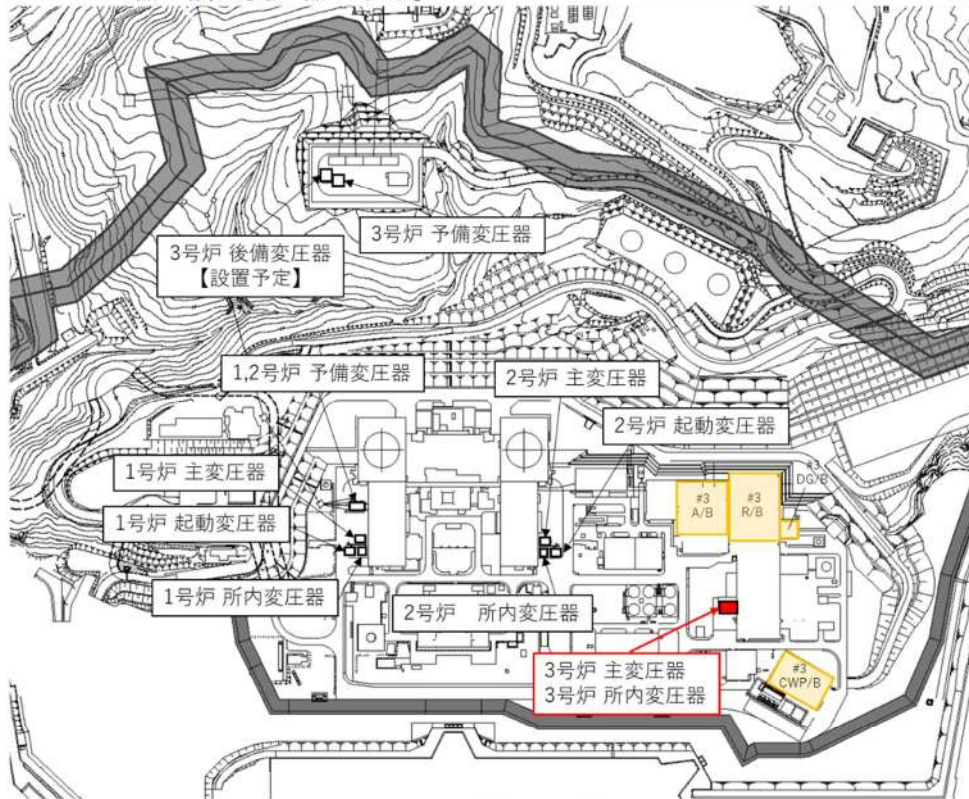 3号炉 予備変圧器
3号炉 後備変圧器
【設置予定】
1,2号炉 予備変圧器
2号炉 主変圧器
2号炉 起動変圧器
1号炉 主変圧器
1号炉 起動変圧器
1号炉 所内変圧器
2号炉 所内変圧器
#3
A/B
#3
R/B
#3
DG/B
3号炉 主変圧器
3号炉 所内変圧器
#3
CWP/B